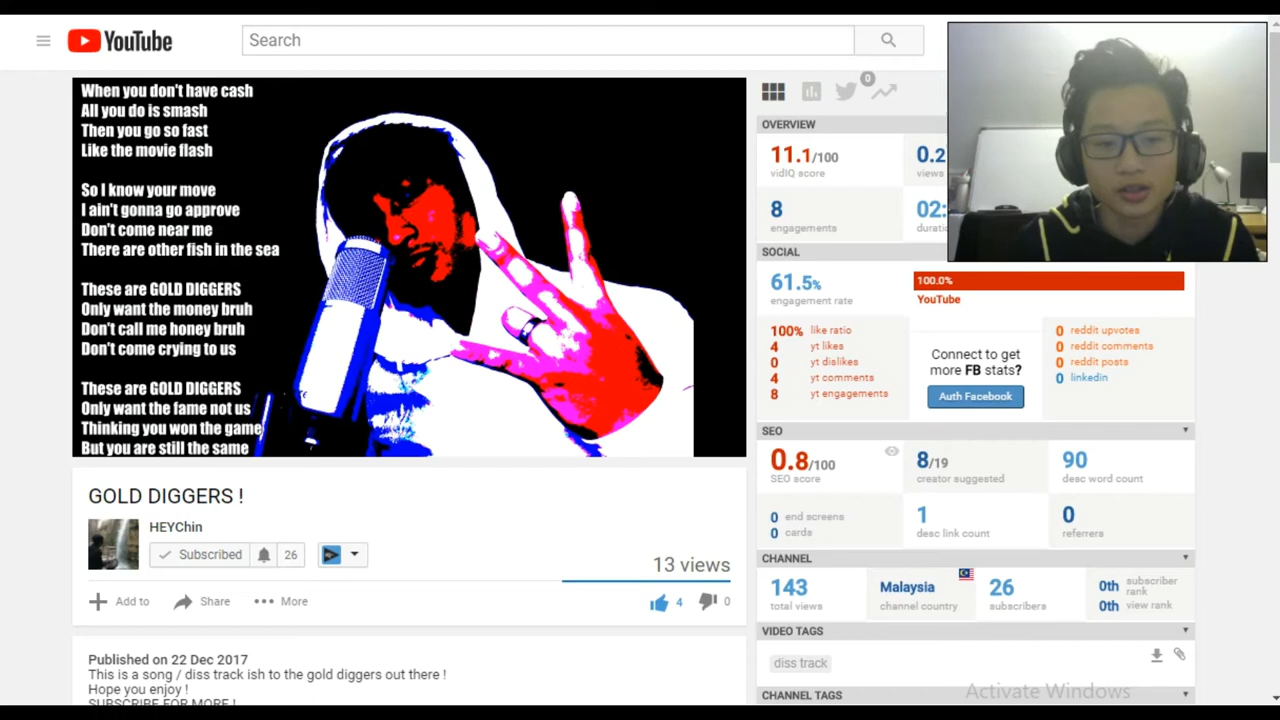 YouTube
Search
When you don't have cash
All you do is smash
Then you go so fast
Like the movie flash
So I know your move
I ain't gonna go approve
Don't come near me
There are other fish in the sea
These are GOLD DIGGERS
Only want the money bruh
Don't call me honey bruh
Don't come crying to us
These are GOLD DIGGERS
Only want the fame not us
Thinking you won the game
But you are still the same
GOLD DIGGERS !
HEYChin
Subscribed 26
13 views
Add to Share More 4 0
Published on 22 Dec 2017
This is a song / diss track ish to the gold diggers out there !
Hope you enjoy !
SUBSCRIBE FOR MORE !
0
OVERVIEW
11.1/100 0.2
vidIQ score views
8 02:
engagements
SOCIAL
61.5% 100.0%
engagement rate YouTube
100% like ratio
4 yt likes
0 yt dislikes
4 yt comments
8 yt engagements
Connect to get
more FB stats?
Auth Facebook
0 reddit upvotes
0 reddit comments
0 reddit posts
0 linkedin
SEO
0.8/100 8/19 90
SEO score creator suggested desc word count
0 end screens
0 cards
1 0
desc link count referrers
CHANNEL
143 Malaysia 26
total views channel country subscribers
0th subscriber rank
0th view rank
VIDEO TAGS
diss track
Activate Windows
CHANNEL TAGS